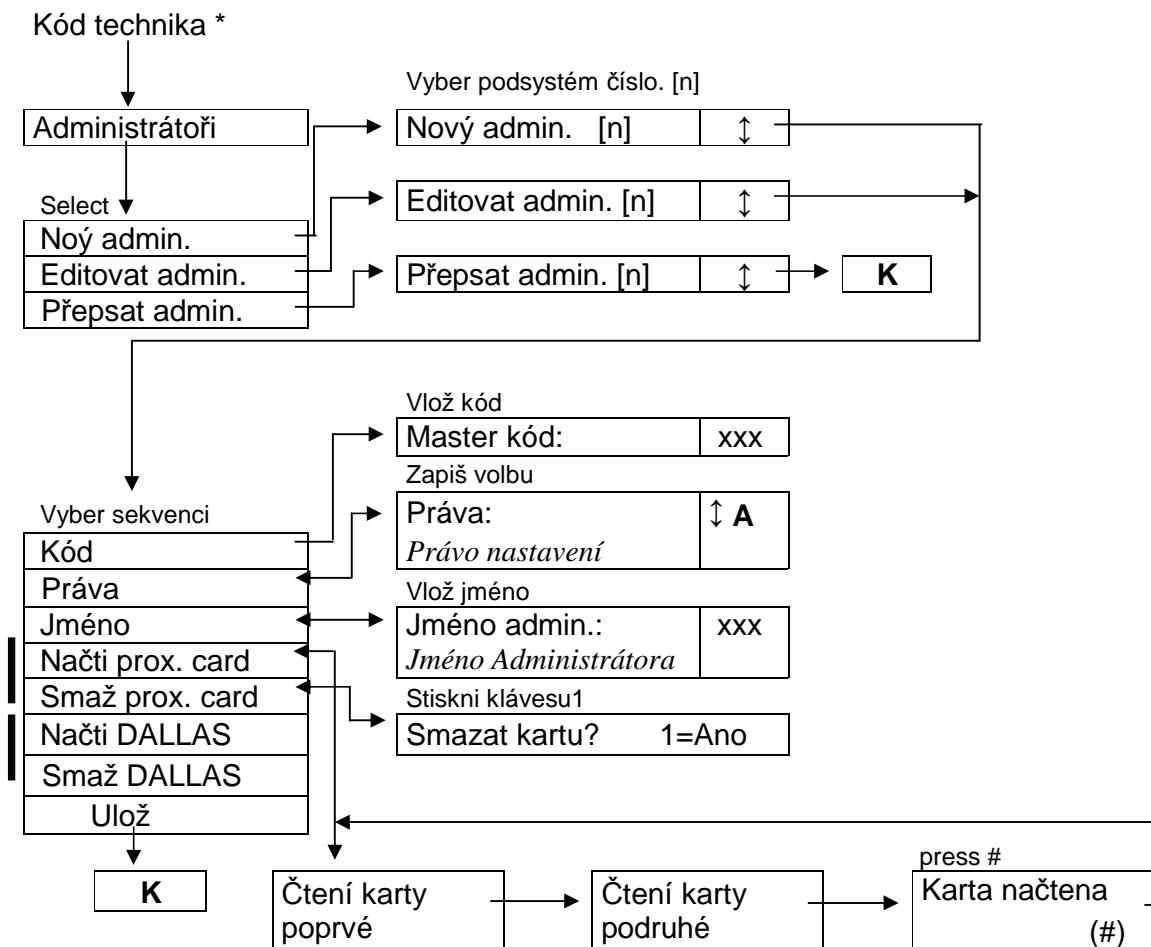 Kód technika *
Vyber podsystém číslo. [n]
Administrátoři
Nový admin. [n] ↕
Select
Editovat admin. [n] ↕
Noý admin.
Editovat admin.
Přepsat admin. [n] ↕ K
Přepsat admin.
Vlož kód
Master kód: xxx
Zapiš volbu
Práva: ↕ A
Právo nastavení
Vyber sekvenci
Kód
Práva
Jméno
Načti prox. card
Smaž prox. card
Načti DALLAS
Smaž DALLAS
Ulož
K
Vlož jméno
Jméno admin.: xxx
Jméno Administrátora
Stiskni klávesu1
Smazat kartu? 1=Ano
Čtení karty
poprvé
Čtení karty
podruhé
press #
Karta načtena
(#)